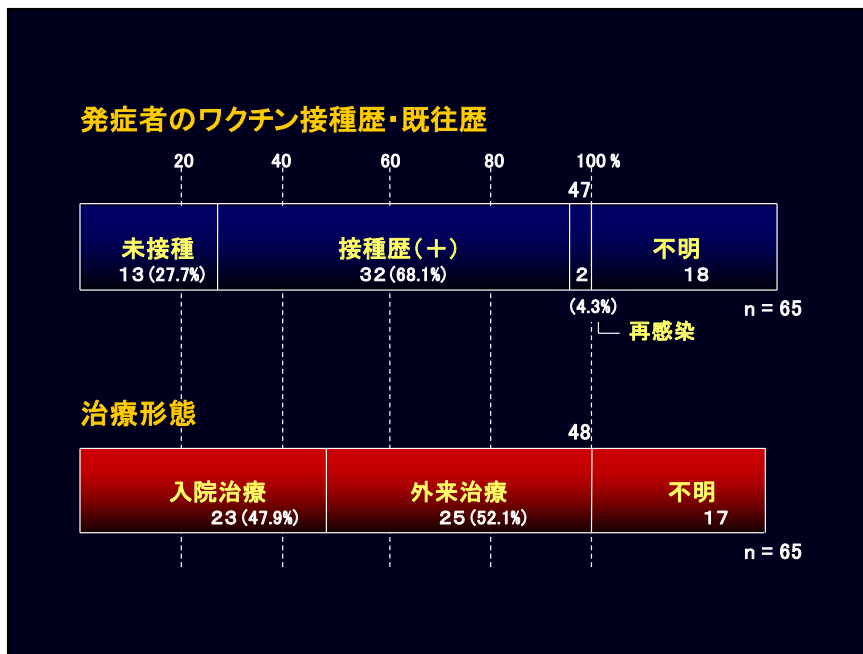 発症者のワクチン接種歴・既往歴
20 40 60 80 100 %
47
未接種 接種歴(＋) 不明
13(27.7%) 32(68.1%) 2 18
(4.3%) n = 65
再感染
治療形態
48
入院治療 外来治療 不明
23(47.9%) 25(52.1%) 17
n = 65